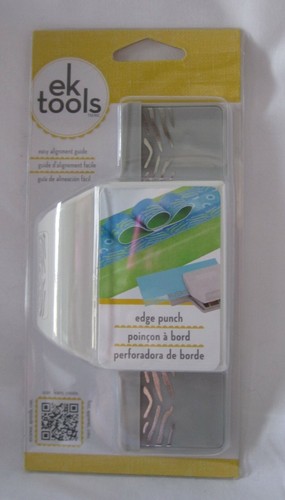 ek
tools
easy alignment guide
guide d'alignement facile
guía de alineación fácil
edge punch
poinçon à bord
perforadora de borde